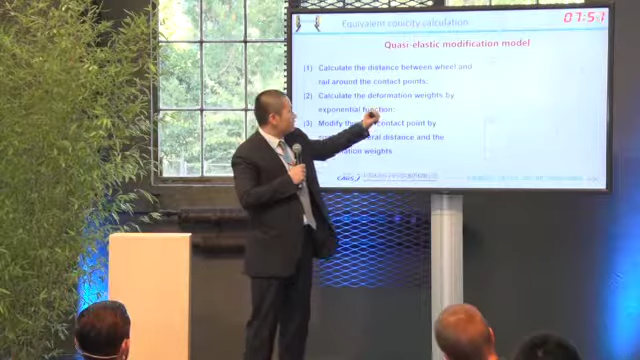 Equivalent conicity calculation
07:51
Quasi-elastic modification model
(1) Calculate the distance between wheel and
rail around the contact points;
(2) Calculate the deformation weights by
exponential function;
(3) Modify the contact point by
lateral distance and the
weights
CARS